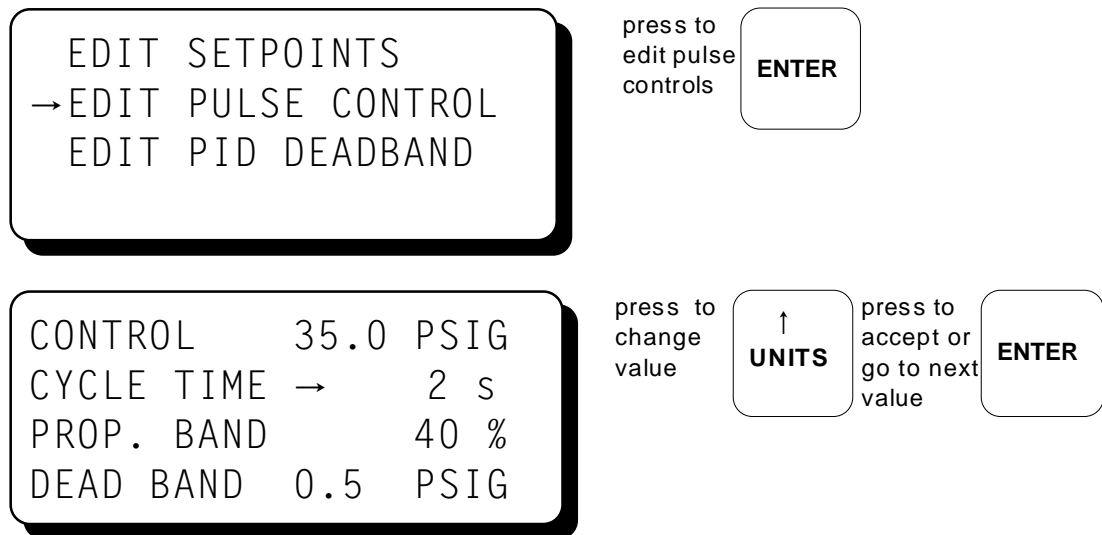 EDIT SETPOINTS
→EDIT PULSE CONTROL
EDIT PID DEADBAND
press to
edit pulse
controls
ENTER
CONTROL 35.0 PSIG
CYCLE TIME → 2 s
PROP. BAND 40 %
DEAD BAND 0.5 PSIG
press to
change
value
↑
UNITS
press to
accept or
go to next
value
ENTER